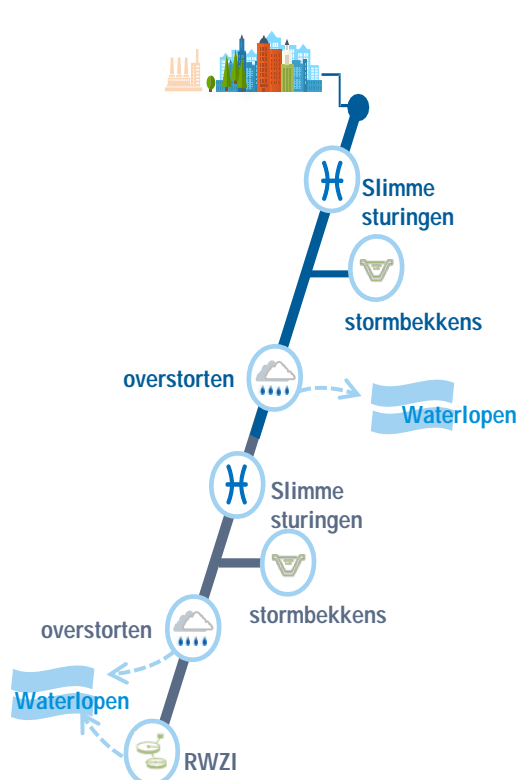 Slimme
sturingen
stormbekkens
overstorten
Waterlopen
Slimme
sturingen
stormbekkens
overstorten
Waterlopen
RWZI